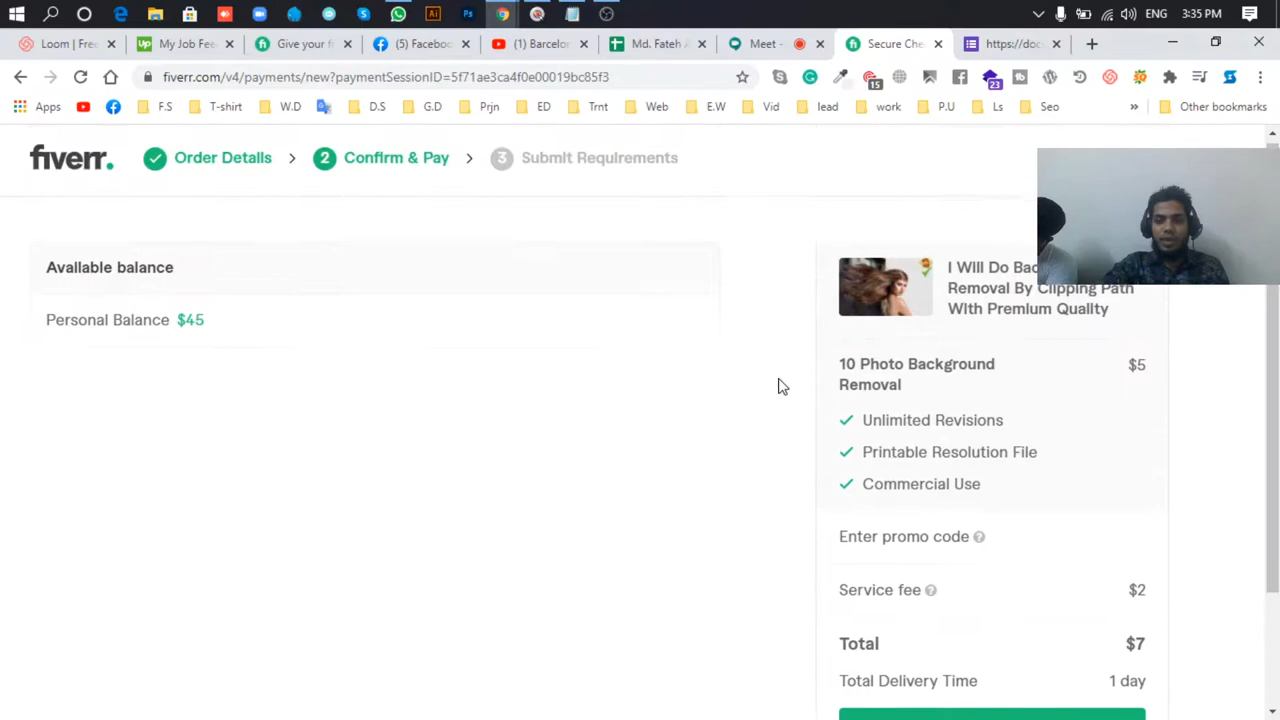 ENG
3:35 PM
Loom | Free
My Job Fee
Give your f
(5) Faceboo
(1) Barcelon
Md. Fateh A
Meet -
Secure Che
https://doc
fiverr.com/v4/payments/new?paymentSessionID=5f71ae3ca4f0e00019bc85f3
15
23
Apps
F.S
T-shirt
W.D
D.S
G.D
Prjn
ED
Trnt
Web
E.W
Vid
lead
work
P.U
Ls
Seo
Other bookmarks
fiverr.
Order Details
2 Confirm & Pay
3 Submit Requirements
Available balance
Personal Balance $45
I Will Do Bac
Removal By Clipping Path
With Premium Quality
10 Photo Background $5
Removal
Unlimited Revisions
Printable Resolution File
Commercial Use
Enter promo code
Service fee $2
Total $7
Total Delivery Time 1 day